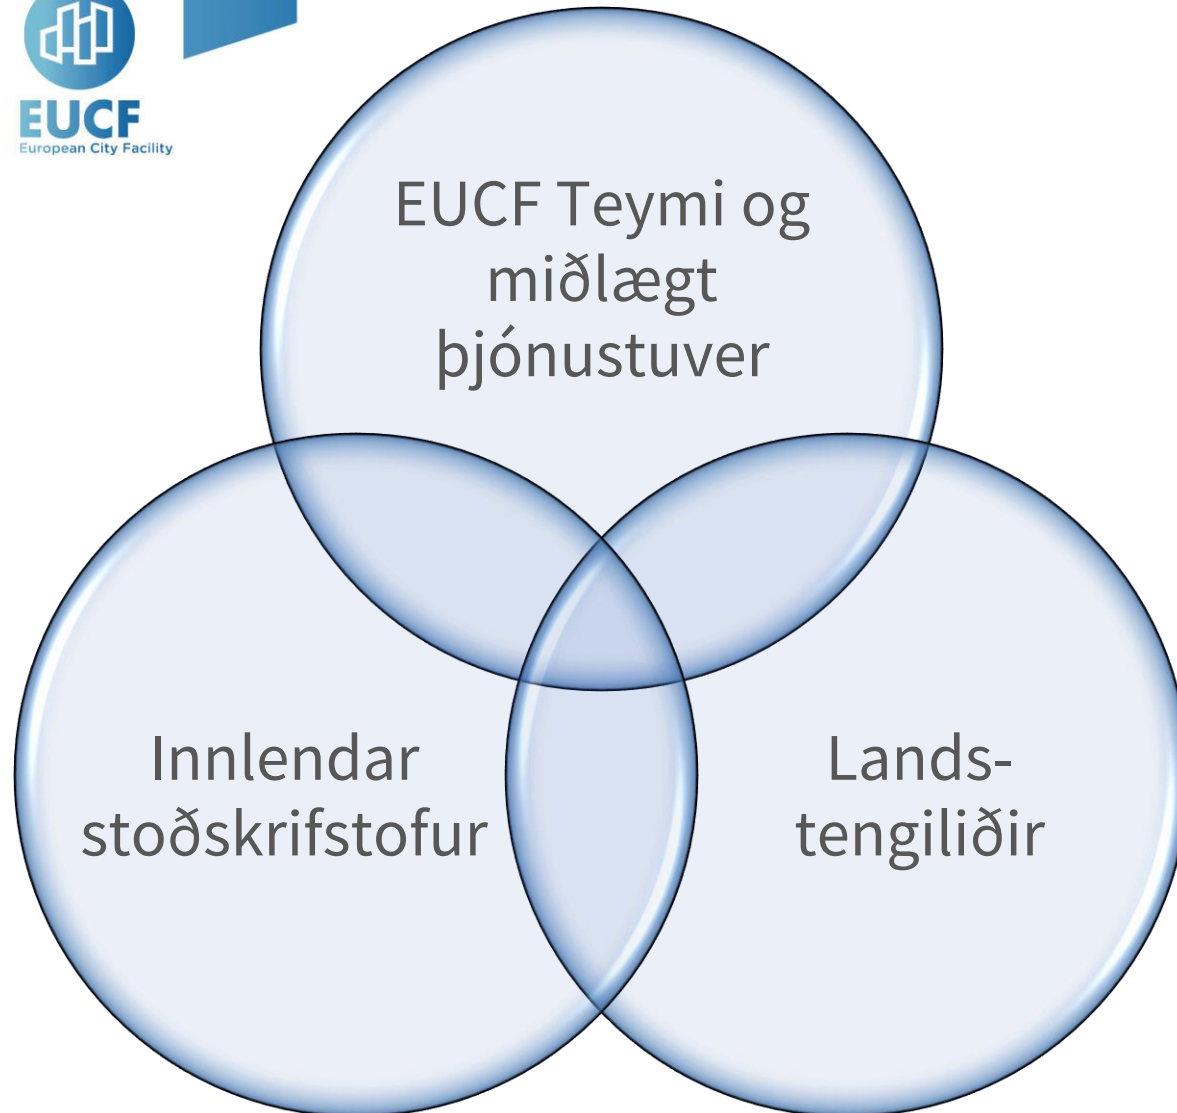 EUCF
European City Facility
EUCF Teymi og
miðlægt
þjónustuver
Innlendar
stoðskrifstofur
Lands-
tengiliðir